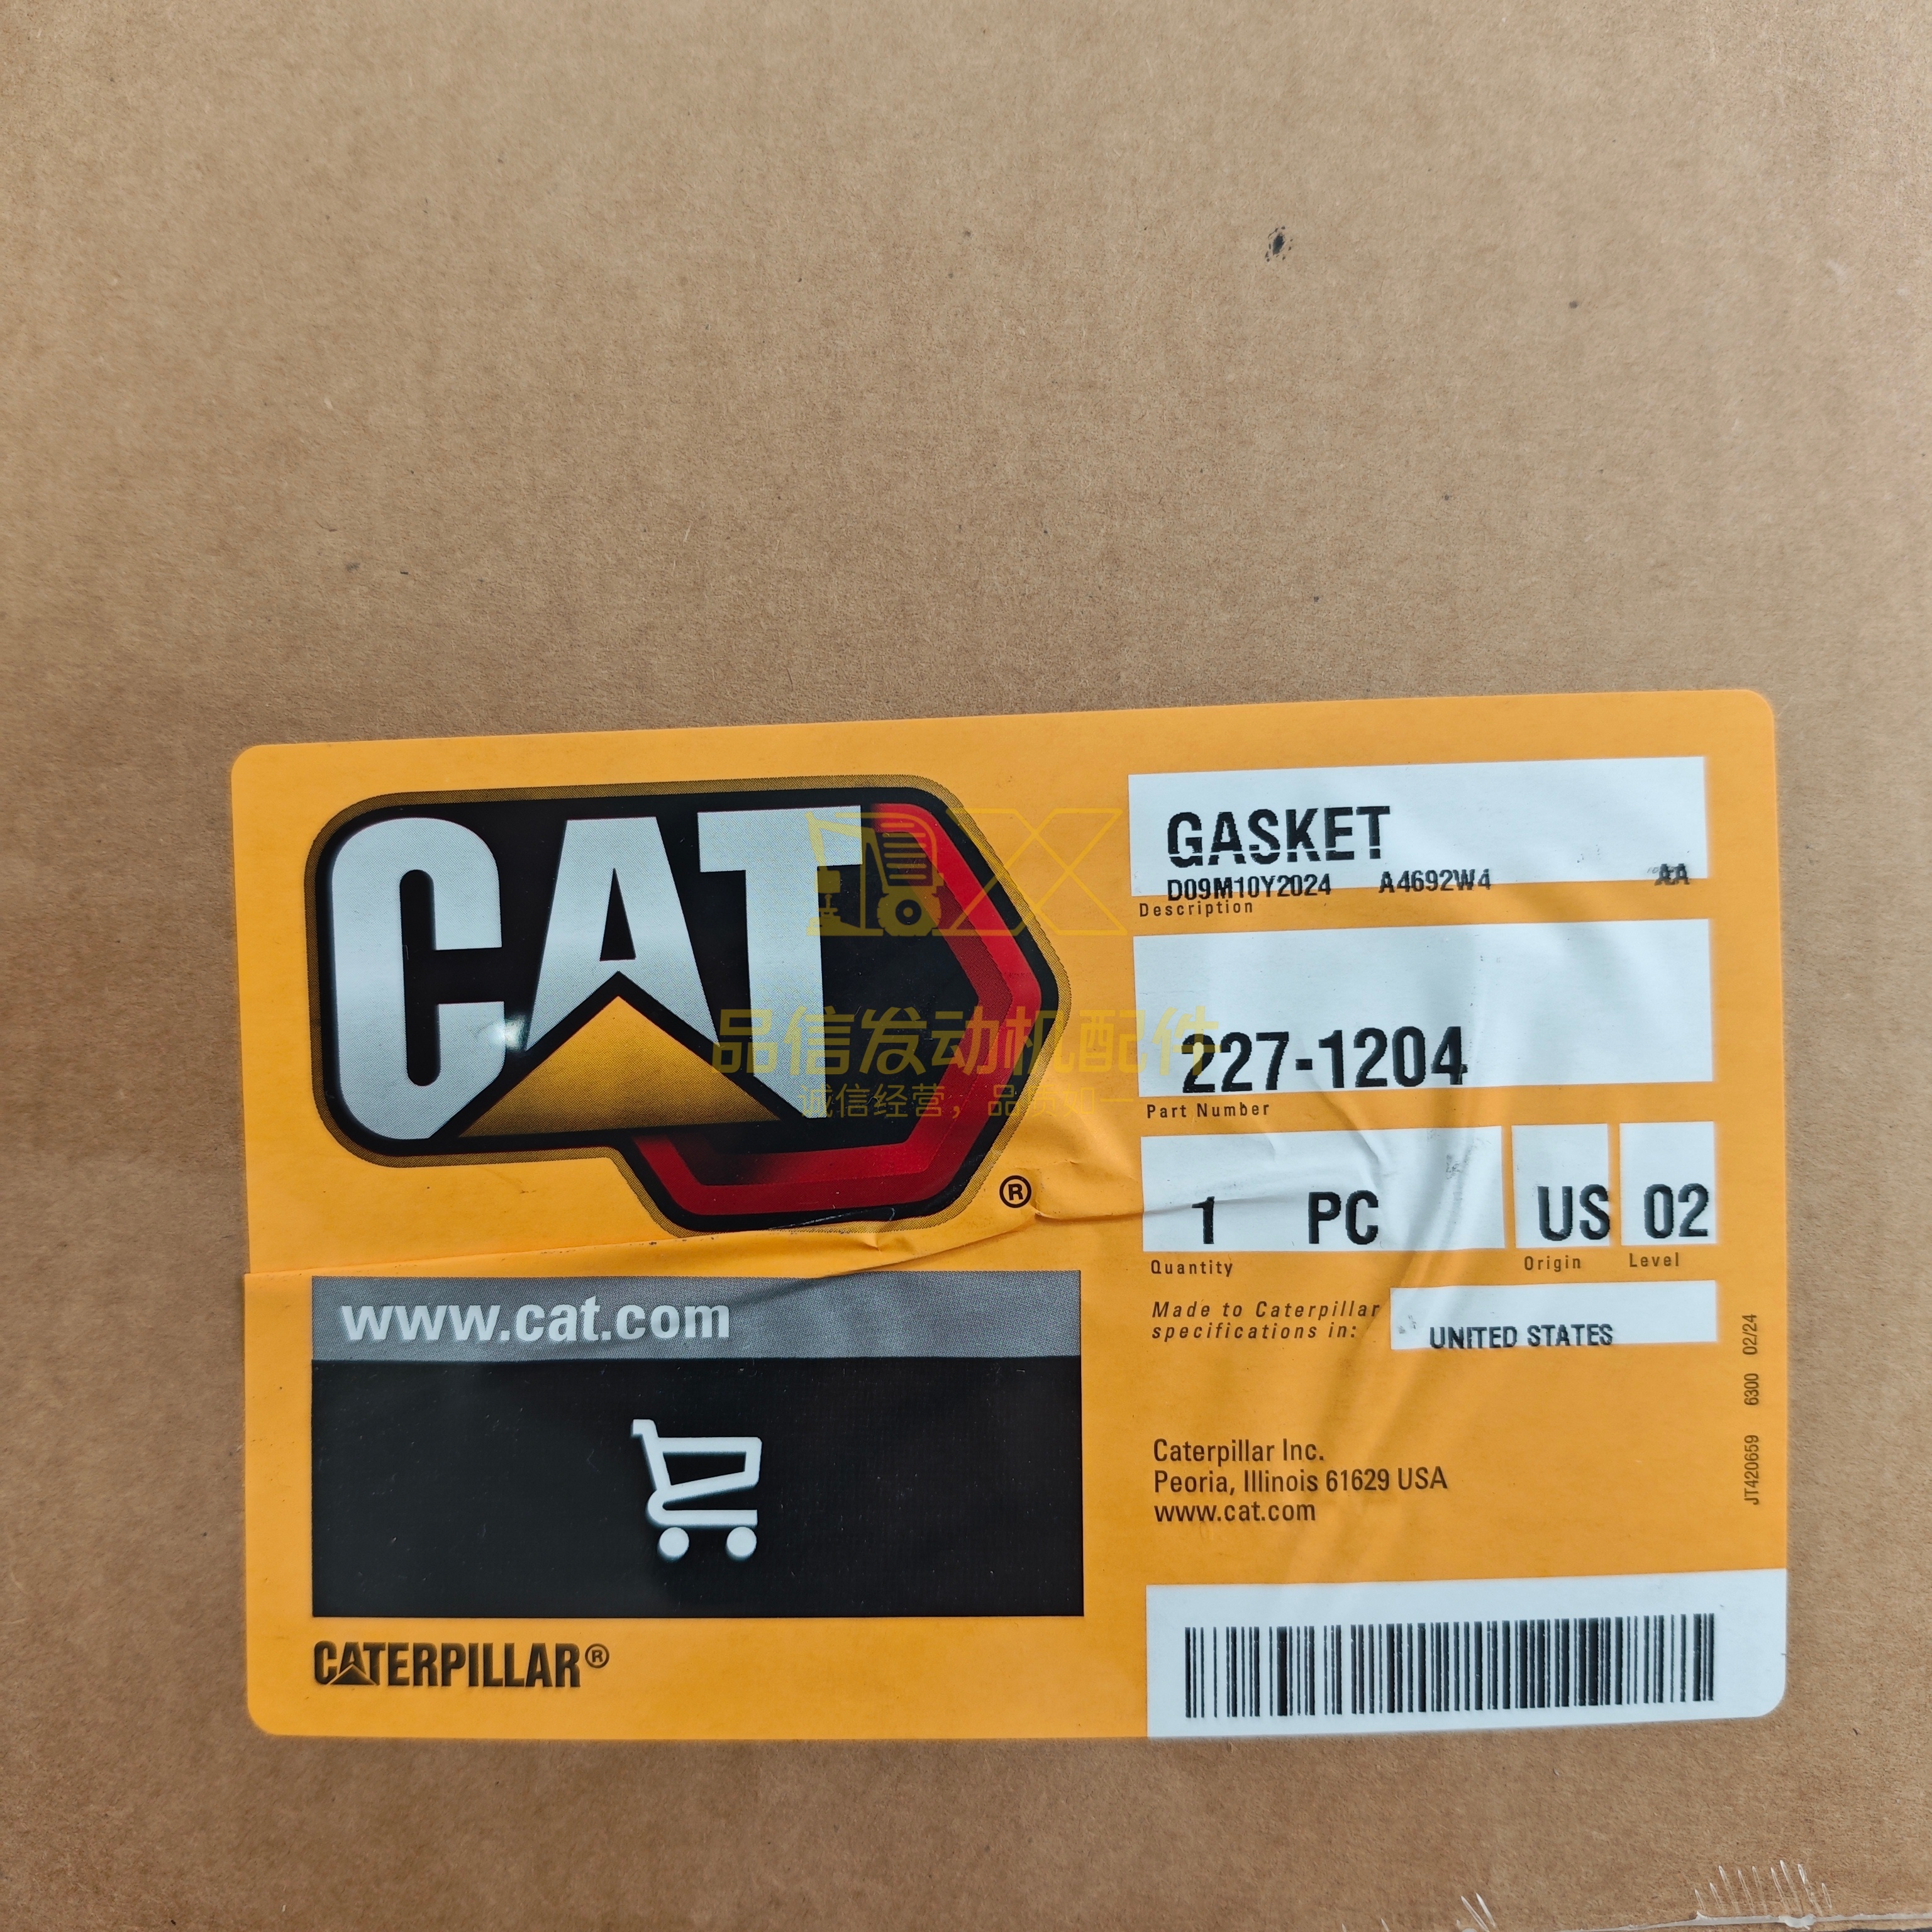 CAT
®
GASKET
D09M10Y2024 A4692W4 AA
Description
227-1204
Part Number
1 PC US 02
Quantity Origin Level
Made to Caterpillar
specifications in: UNITED STATES
www.cat.com
Caterpillar Inc.
Peoria, Illinois 61629 USA
www.cat.com
JT420659 6300 02/24
CATERPILLAR®
品信发动机配件
诚信经营，品质如一